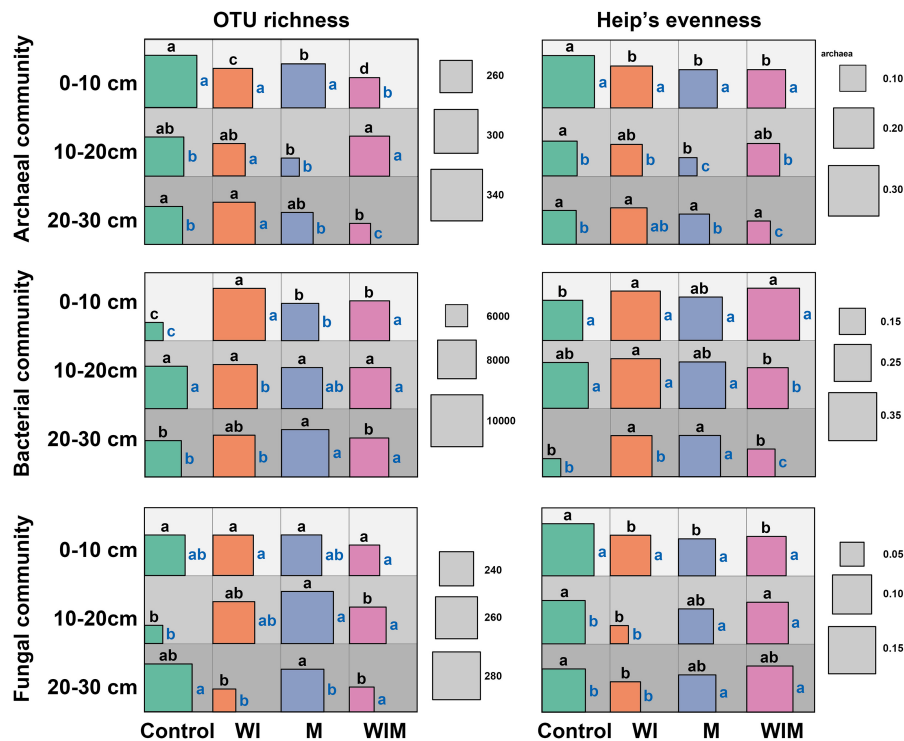 OTU richness Heip's evenness
Archaeal community
a c b d a b b b archaea
0-10 cm a a a b 260 a a a a 0.10
ab ab b a a ab b ab
10-20cm b a b a 300 b b c b 0.20
a a ab b a a a a
20-30 cm b a b c 340 b ab b c 0.30
Bacterial community
c a b b b a ab a
0-10 cm c a b a 6000 a a a a 0.15
a a a a ab a ab b
10-20cm a b ab a 8000 a a a b 0.25
b ab a b a a a b
20-30 cm b b a a 10000 b b a c 0.35
Fungal community
a a a a a b b b
0-10 cm ab a ab a 240 a a a a 0.05
b ab a b a b ab a
10-20cm b ab a a 260 b b a a 0.10
ab b a b a b ab ab
20-30 cm a b b a 280 b b b a 0.15
Control WI M WIM Control WI M WIM